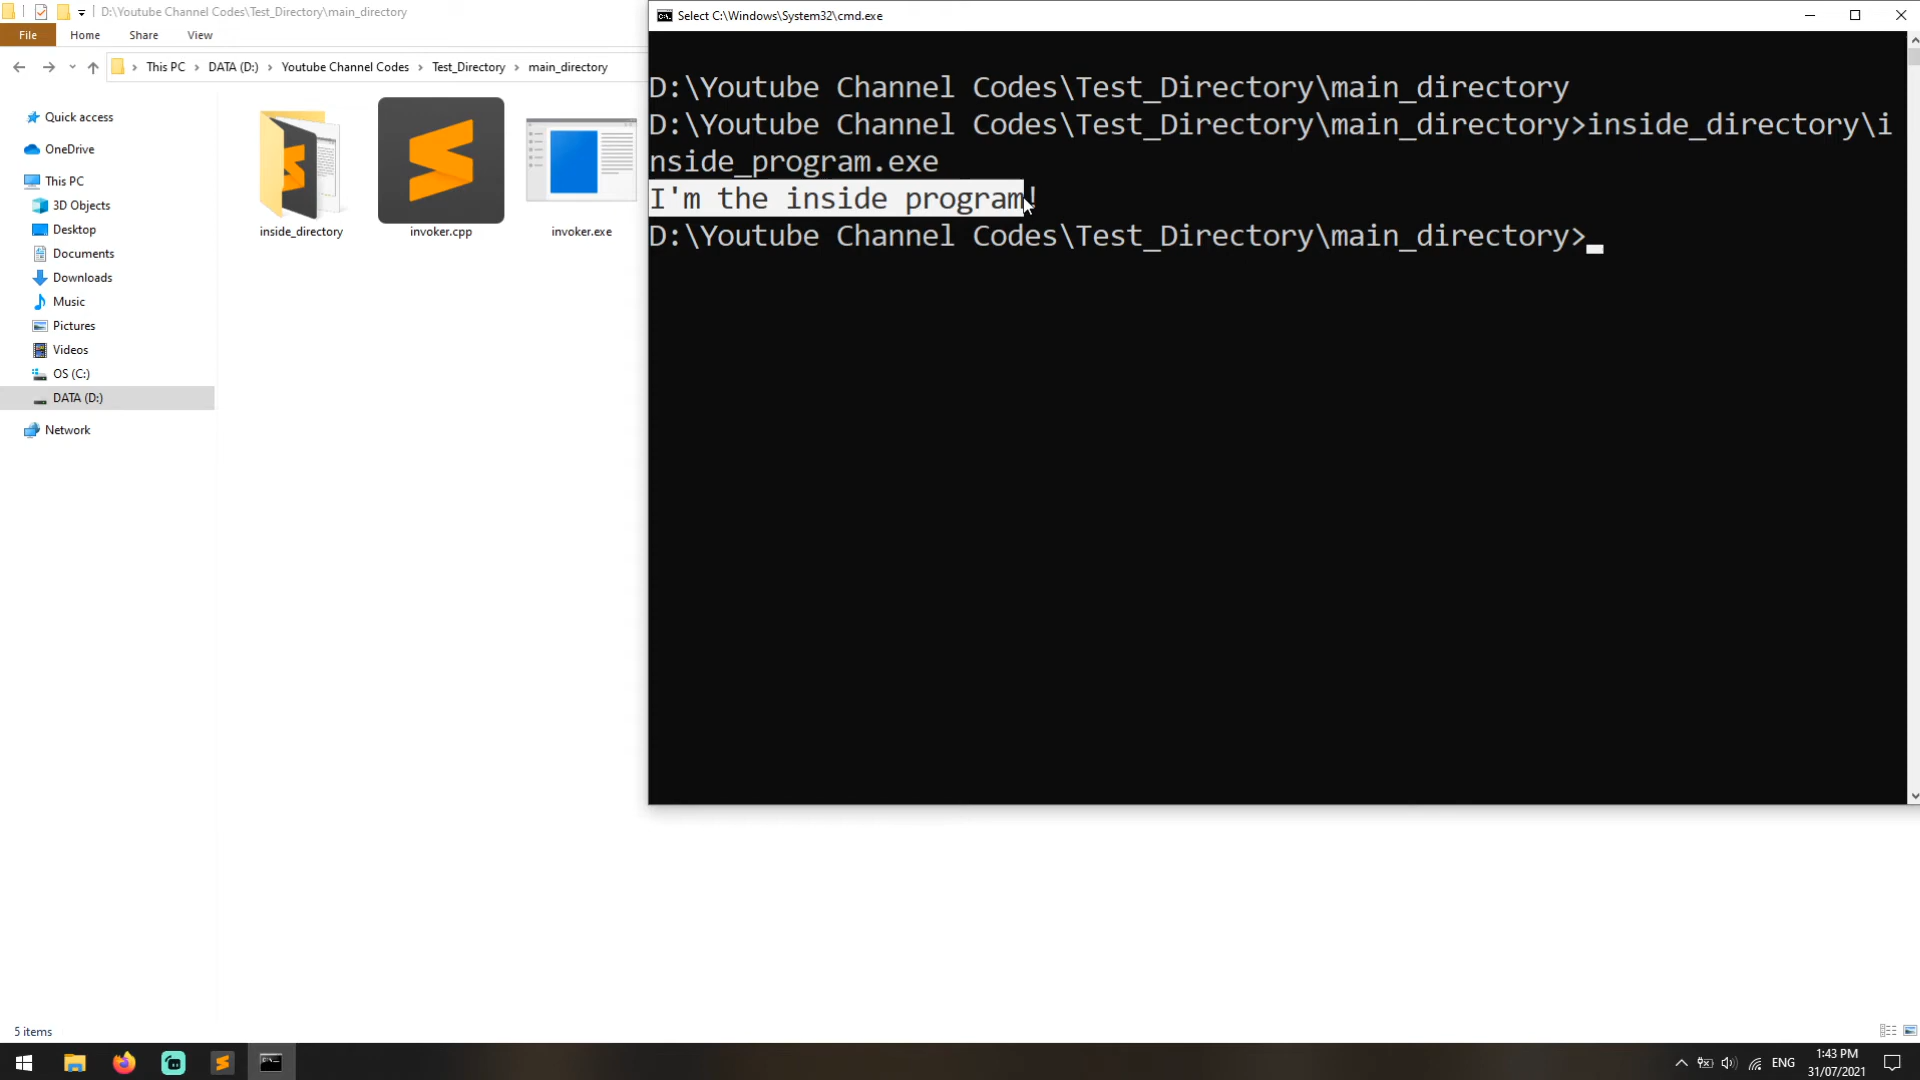 D:\Youtube Channel Codes\Test_Directory\main_directory
File Home Share View
This PC DATA (D:) Youtube Channel Codes Test_Directory main_directory
Quick access
OneDrive
This PC
3D Objects
Desktop
Documents
Downloads
Music
Pictures
Videos
OS (C:)
DATA (D:)
Network
inside_directory
invoker.cpp
invoker.exe
5 items
Select C:\Windows\System32\cmd.exe
D:\Youtube Channel Codes\Test_Directory\main_directory
D:\Youtube Channel Codes\Test_Directory\main_directory>inside_directory\i
nside_program.exe
I'm the inside program!
D:\Youtube Channel Codes\Test_Directory\main_directory>
ENG
1:43 PM
31/07/2021